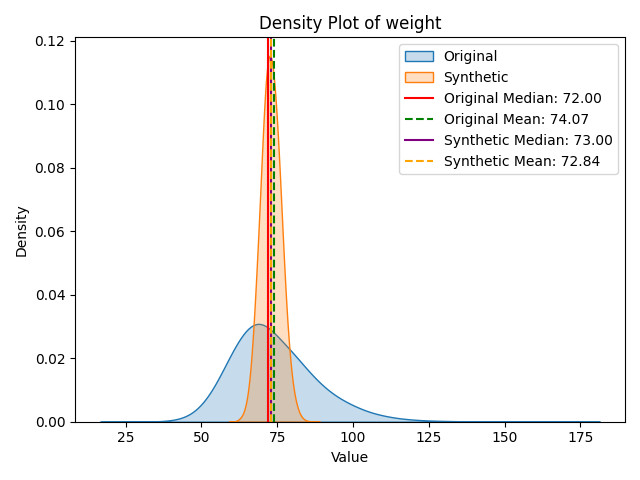 Density Plot of weight
Original
Synthetic
Original Median: 72.00
Original Mean: 74.07
Synthetic Median: 73.00
Synthetic Mean: 72.84
Density
0.12
0.10
0.08
0.06
0.04
0.02
0.00
25 50 75 100 125 150 175
Value